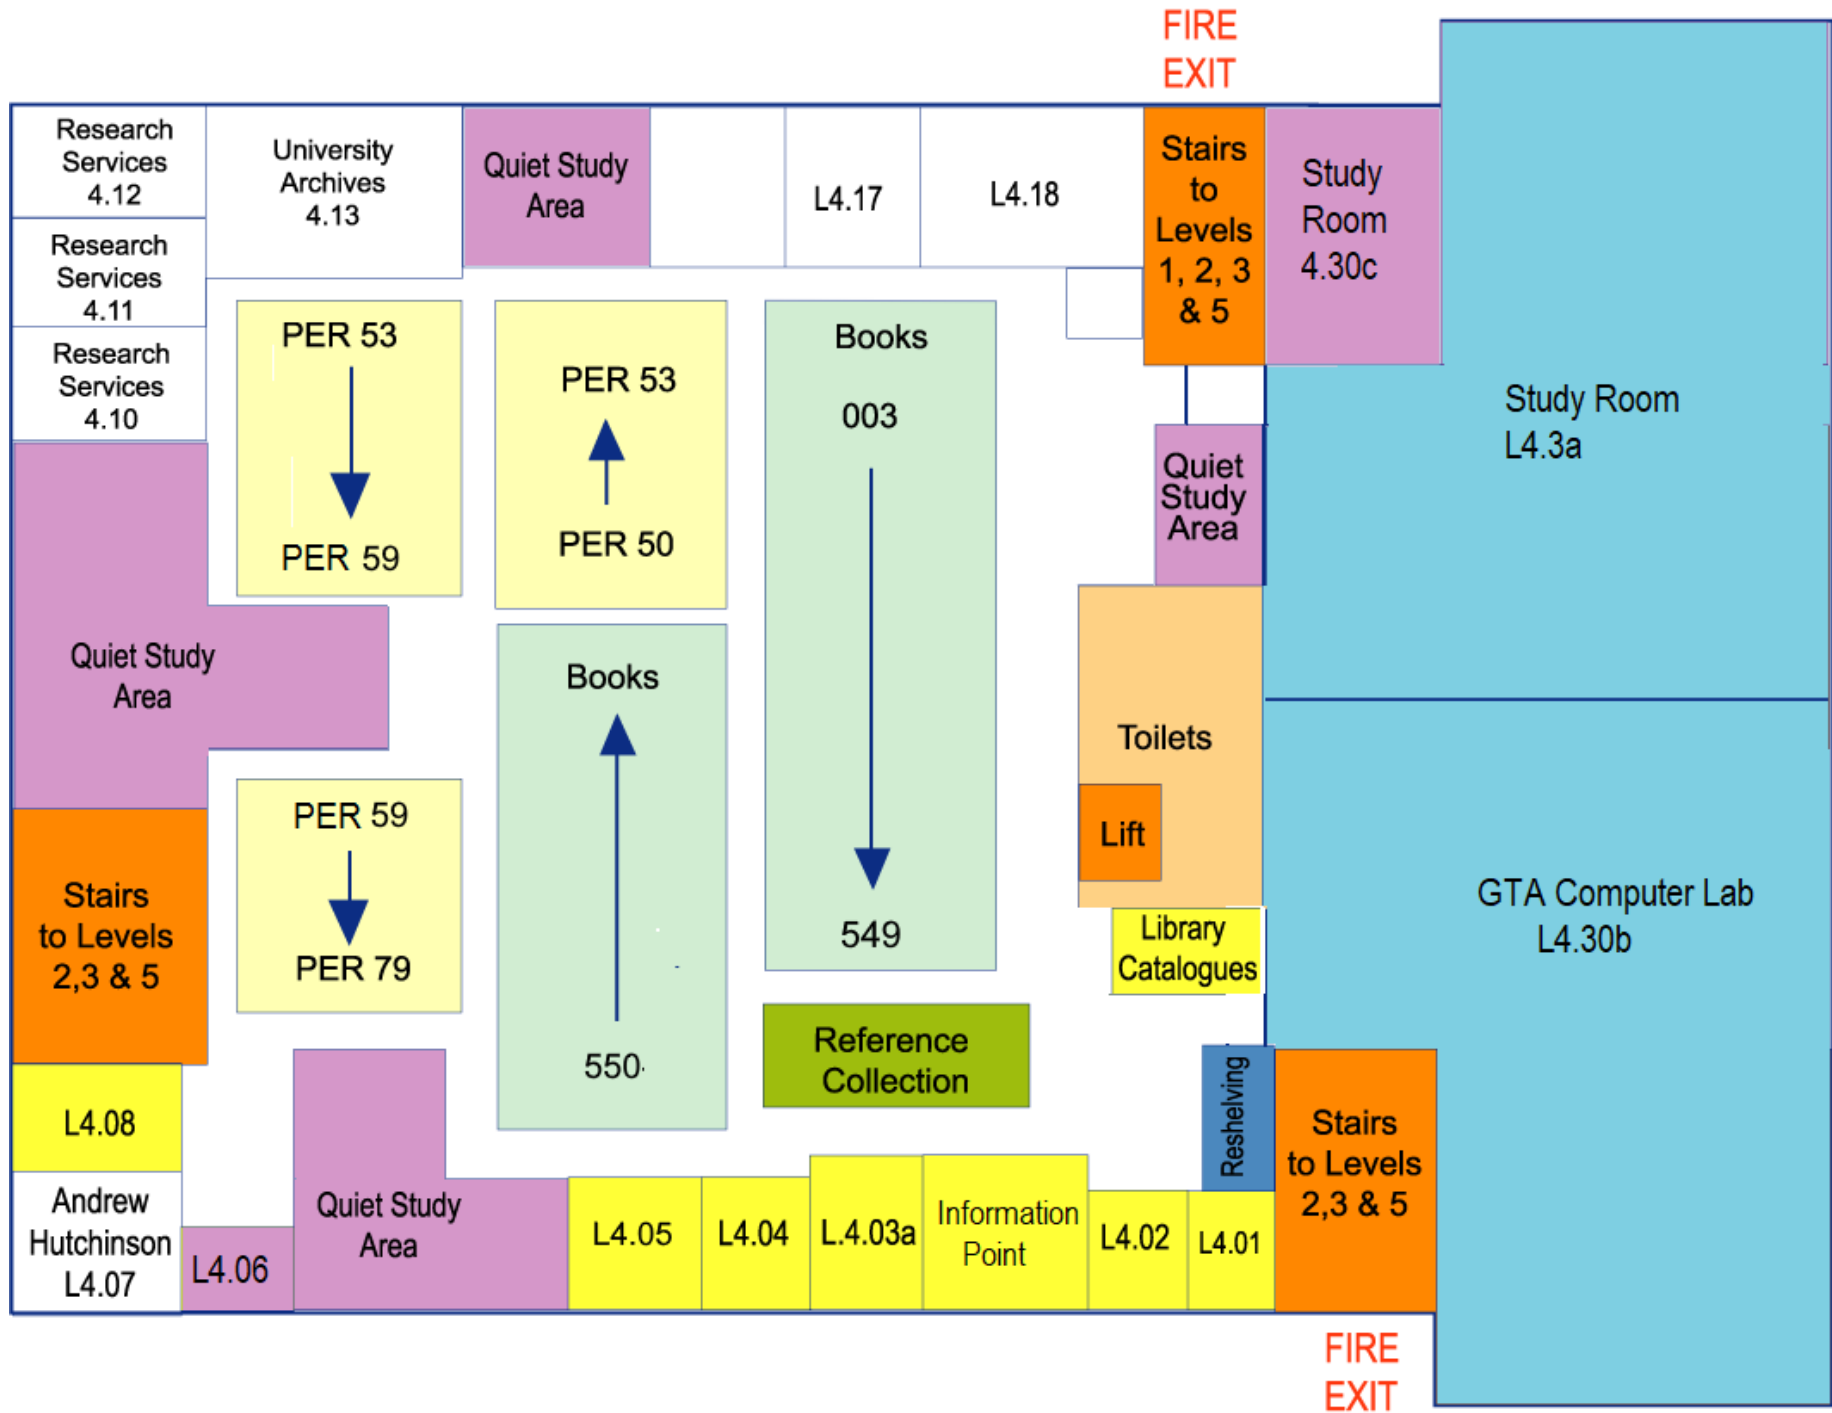 FIRE
EXIT
Research
Services
4.12
University
Archives
4.13
Quiet Study
Area
L4.17
L4.18
Stairs
to
Levels
1, 2, 3
& 5
Study
Room
4.30c
Research
Services
4.11
Research
Services
4.10
PER 53
PER 59
PER 53
PER 50
Books
003
549
Quiet
Study
Area
Study Room
L4.3a
Quiet Study
Area
Books
550
Toilets
Lift
PER 59
PER 79
Stairs
to Levels
2,3 & 5
Library
Catalogues
GTA Computer Lab
L4.30b
Reference
Collection
Reshelving
Stairs
to Levels
2,3 & 5
L4.08
Andrew
Hutchinson
L4.07
L4.06
Quiet Study
Area
L4.05
L4.04
L.4.03a
Information
Point
L4.02
L4.01
FIRE
EXIT